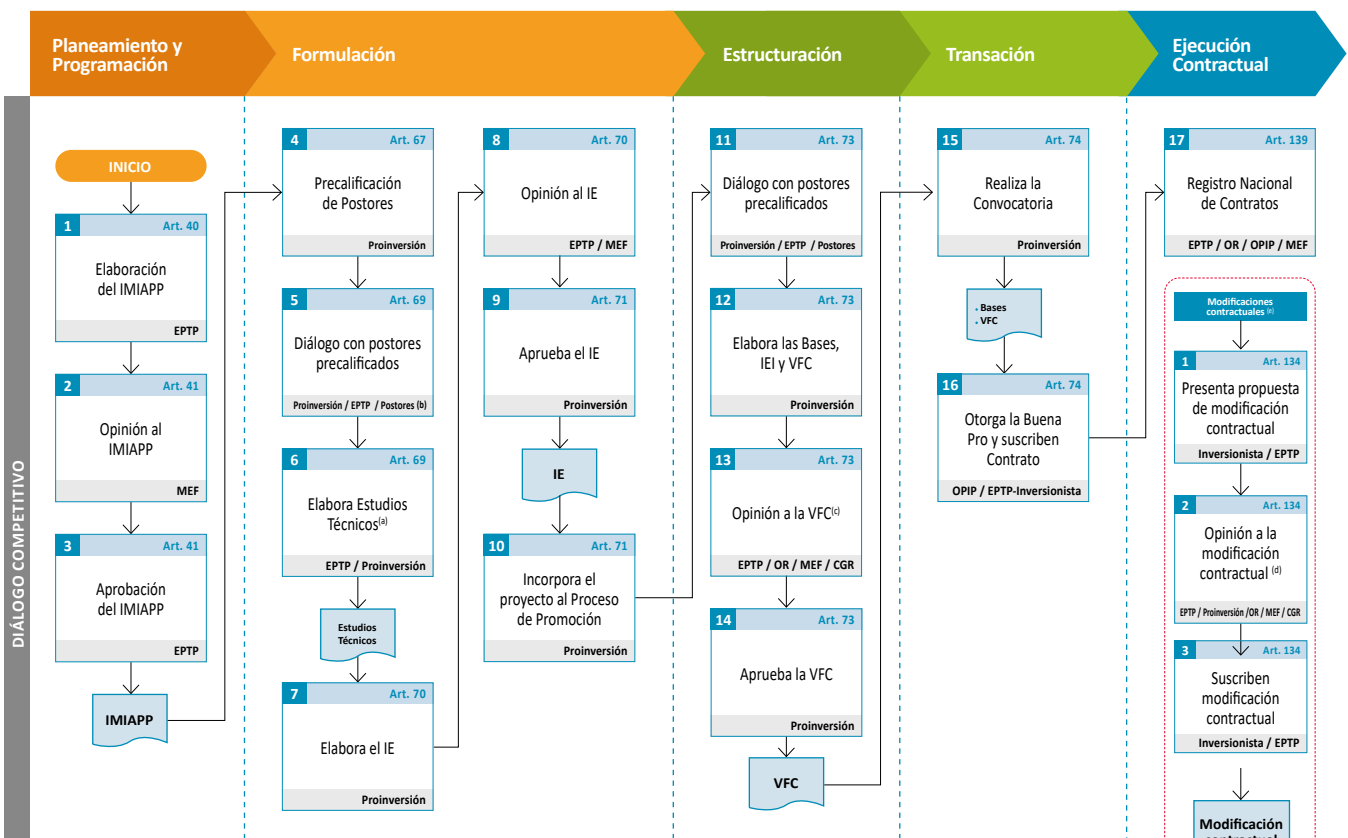 Planeamiento y
Programación
Formulación
Estructuración
Transación
Ejecución
Contractual
DIÁLOGO COMPETITIVO
INICIO
1 Art. 40
Elaboración
del IMIAPP
EPTP
2 Art. 41
Opinión al
IMIAPP
MEF
3 Art. 41
Aprobación
del IMIAPP
EPTP
IMIAPP
4 Art. 67
Precalificación
de Postores
Proinversión
5 Art. 69
Diálogo con postores
precalificados
Proinversión / EPTP / Postores (b)
6 Art. 69
Elabora Estudios
Técnicos(a)
EPTP / Proinversión
Estudios
Técnicos
7 Art. 70
Elabora el IE
Proinversión
8 Art. 70
Opinión al IE
EPTP / MEF
9 Art. 71
Aprueba el IE
Proinversión
IE
10 Art. 71
Incorpora el
proyecto al Proceso
de Promoción
Proinversión
11 Art. 73
Diálogo con postores
precalificados
Proinversión / EPTP / Postores
12 Art. 73
Elabora las Bases,
IEI y VFC
Proinversión
13 Art. 73
Opinión a la VFC(c)
EPTP / OR / MEF / CGR
14 Art. 73
Aprueba la VFC
Proinversión
VFC
15 Art. 74
Realiza la
Convocatoria
Proinversión
. Bases
. VFC
16 Art. 74
Otorga la Buena
Pro y suscriben
Contrato
OPIP / EPTP-Inversionista
17 Art. 139
Registro Nacional
de Contratos
EPTP / OR / OPIP / MEF
Modificaciones
contractuales (e)
1 Art. 134
Presenta propuesta
de modificación
contractual
Inversionista / EPTP
2 Art. 134
Opinión a la
modificación
contractual (d)
EPTP / Proinversión /OR / MEF / CGR
3 Art. 134
Suscriben
modificación
contractual
Inversionista / EPTP
Modificación
contractual